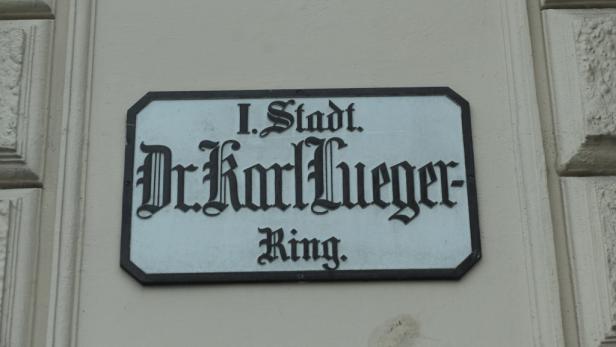 I. Stadt.
Dr. Karl Lueger-
Ring.